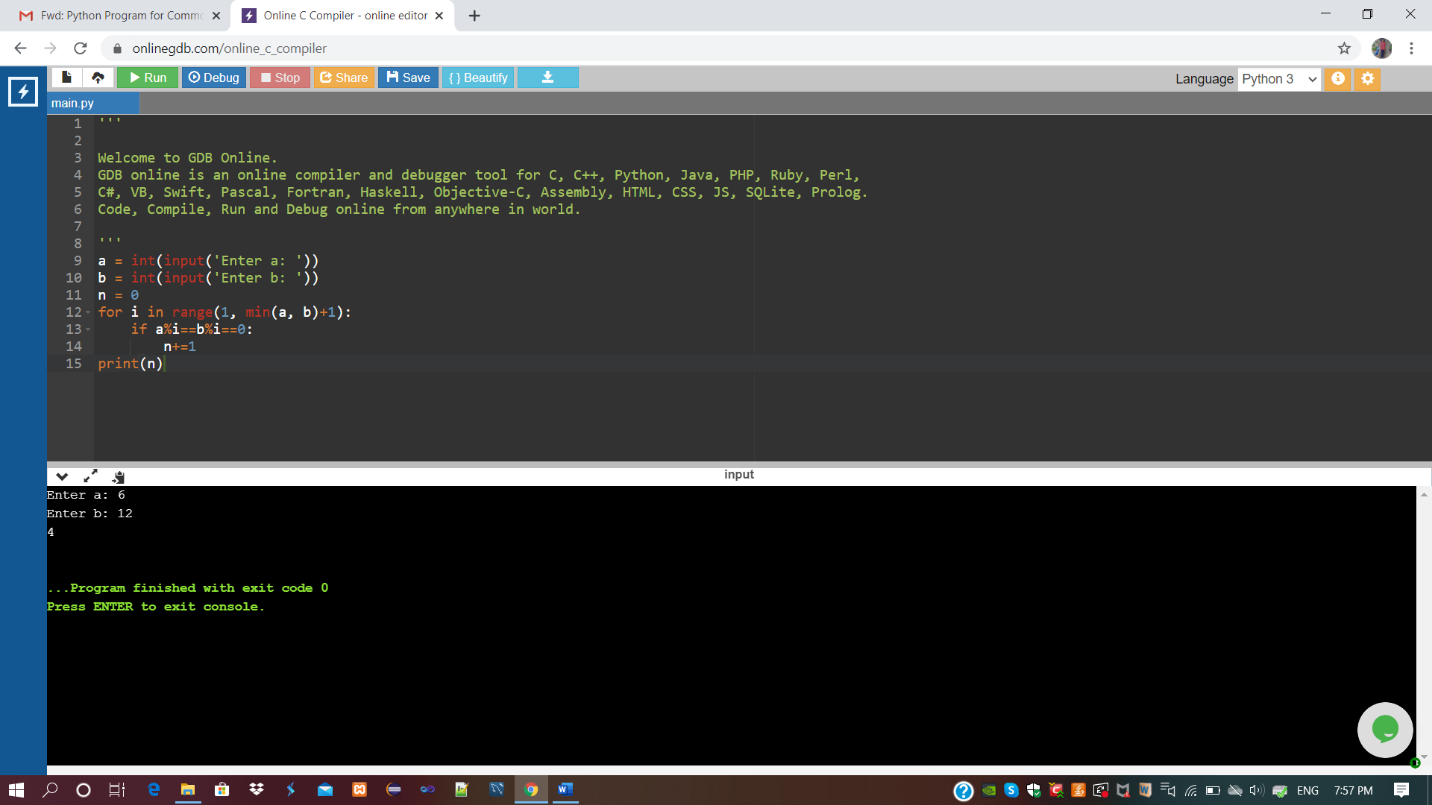 Fwd: Python Program for Commo
Online C Compiler - online editor
onlinegdb.com/online_c_compiler
Run
Debug
Stop
Share
Save
{ } Beautify
Language
Python 3
main.py
1 '''
2
3 Welcome to GDB Online.
4 GDB online is an online compiler and debugger tool for C, C++, Python, Java, PHP, Ruby, Perl,
5 C#, VB, Swift, Pascal, Fortran, Haskell, Objective-C, Assembly, HTML, CSS, JS, SQLite, Prolog.
6 Code, Compile, Run and Debug online from anywhere in world.
7
8 '''
9 a = int(input('Enter a: '))
10 b = int(input('Enter b: '))
11 n = 0
12 for i in range(1, min(a, b)+1):
13     if a%i==b%i==0:
14         n+=1
15 print(n)
input
Enter a: 6
Enter b: 12
4
...Program finished with exit code 0
Press ENTER to exit console.
ENG
7:57 PM